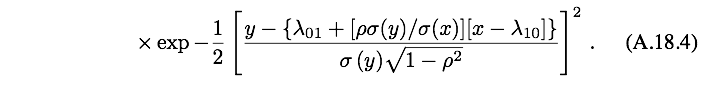 × exp − 1/2 [ y − {λ01 + [ρσ(y)/σ(x)][x − λ10]} / σ (y)√1 − ρ² ]² . (A.18.4)